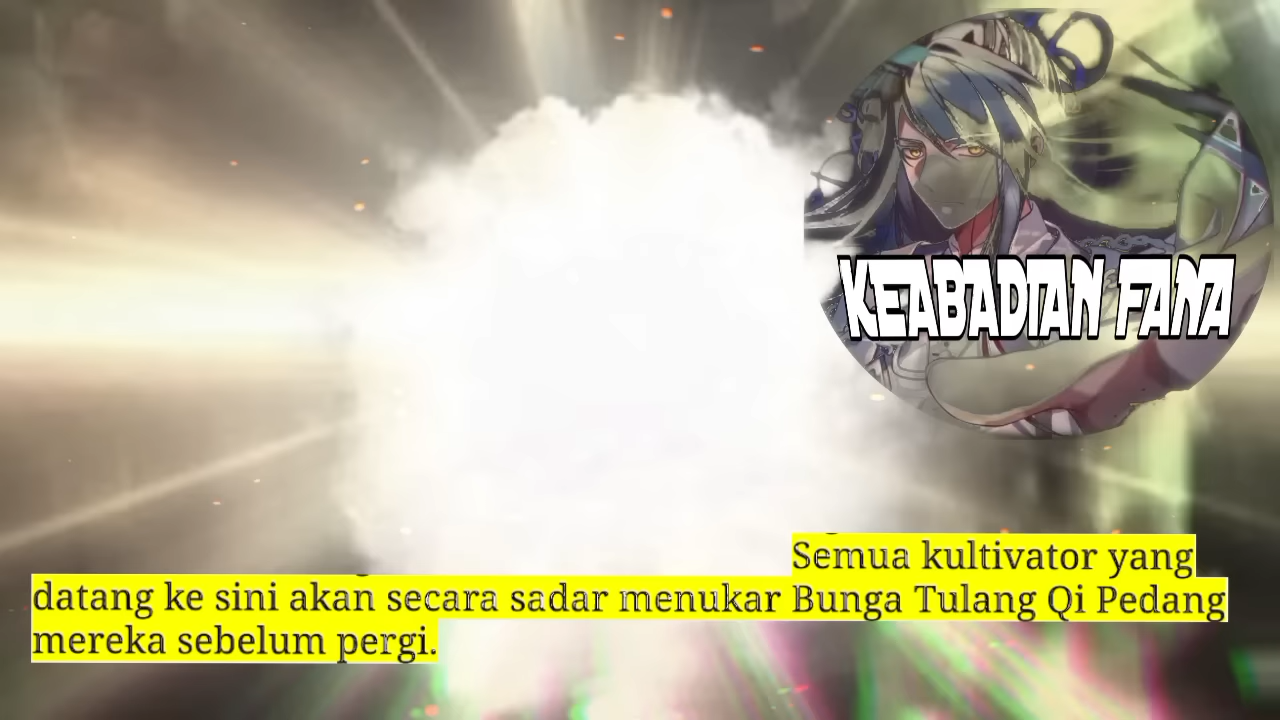 KEABADIAN FANA
Semua kultivator yang
datang ke sini akan secara sadar menukar Bunga Tulang Qi Pedang
mereka sebelum pergi.